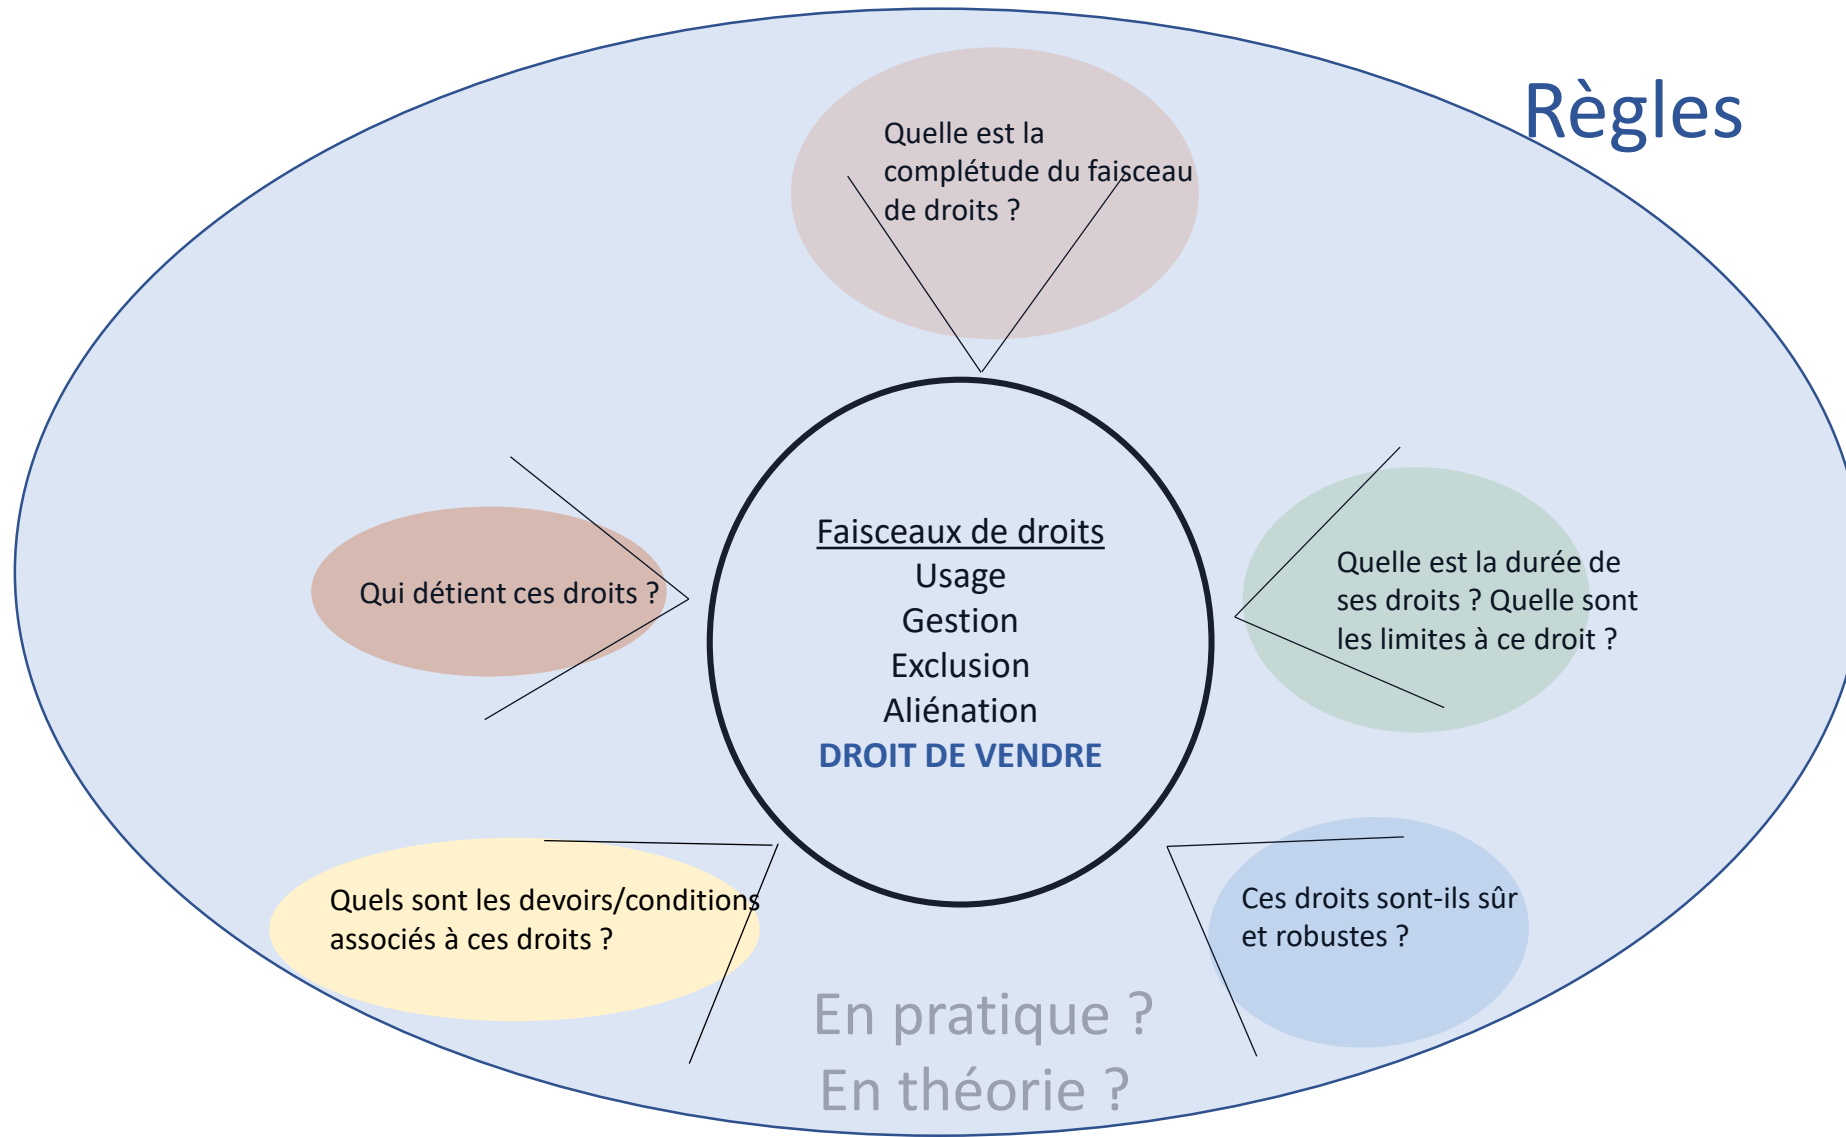 Règles
Quelle est la
complétude du faisceau
de droits ?
Qui détient ces droits ?
Faisceaux de droits
Usage
Gestion
Exclusion
Aliénation
DROIT DE VENDRE
Quelle est la durée de
ses droits ? Quelle sont
les limites à ce droit ?
Quels sont les devoirs/conditions
associés à ces droits ?
Ces droits sont-ils sûr
et robustes ?
En pratique ?
En théorie ?